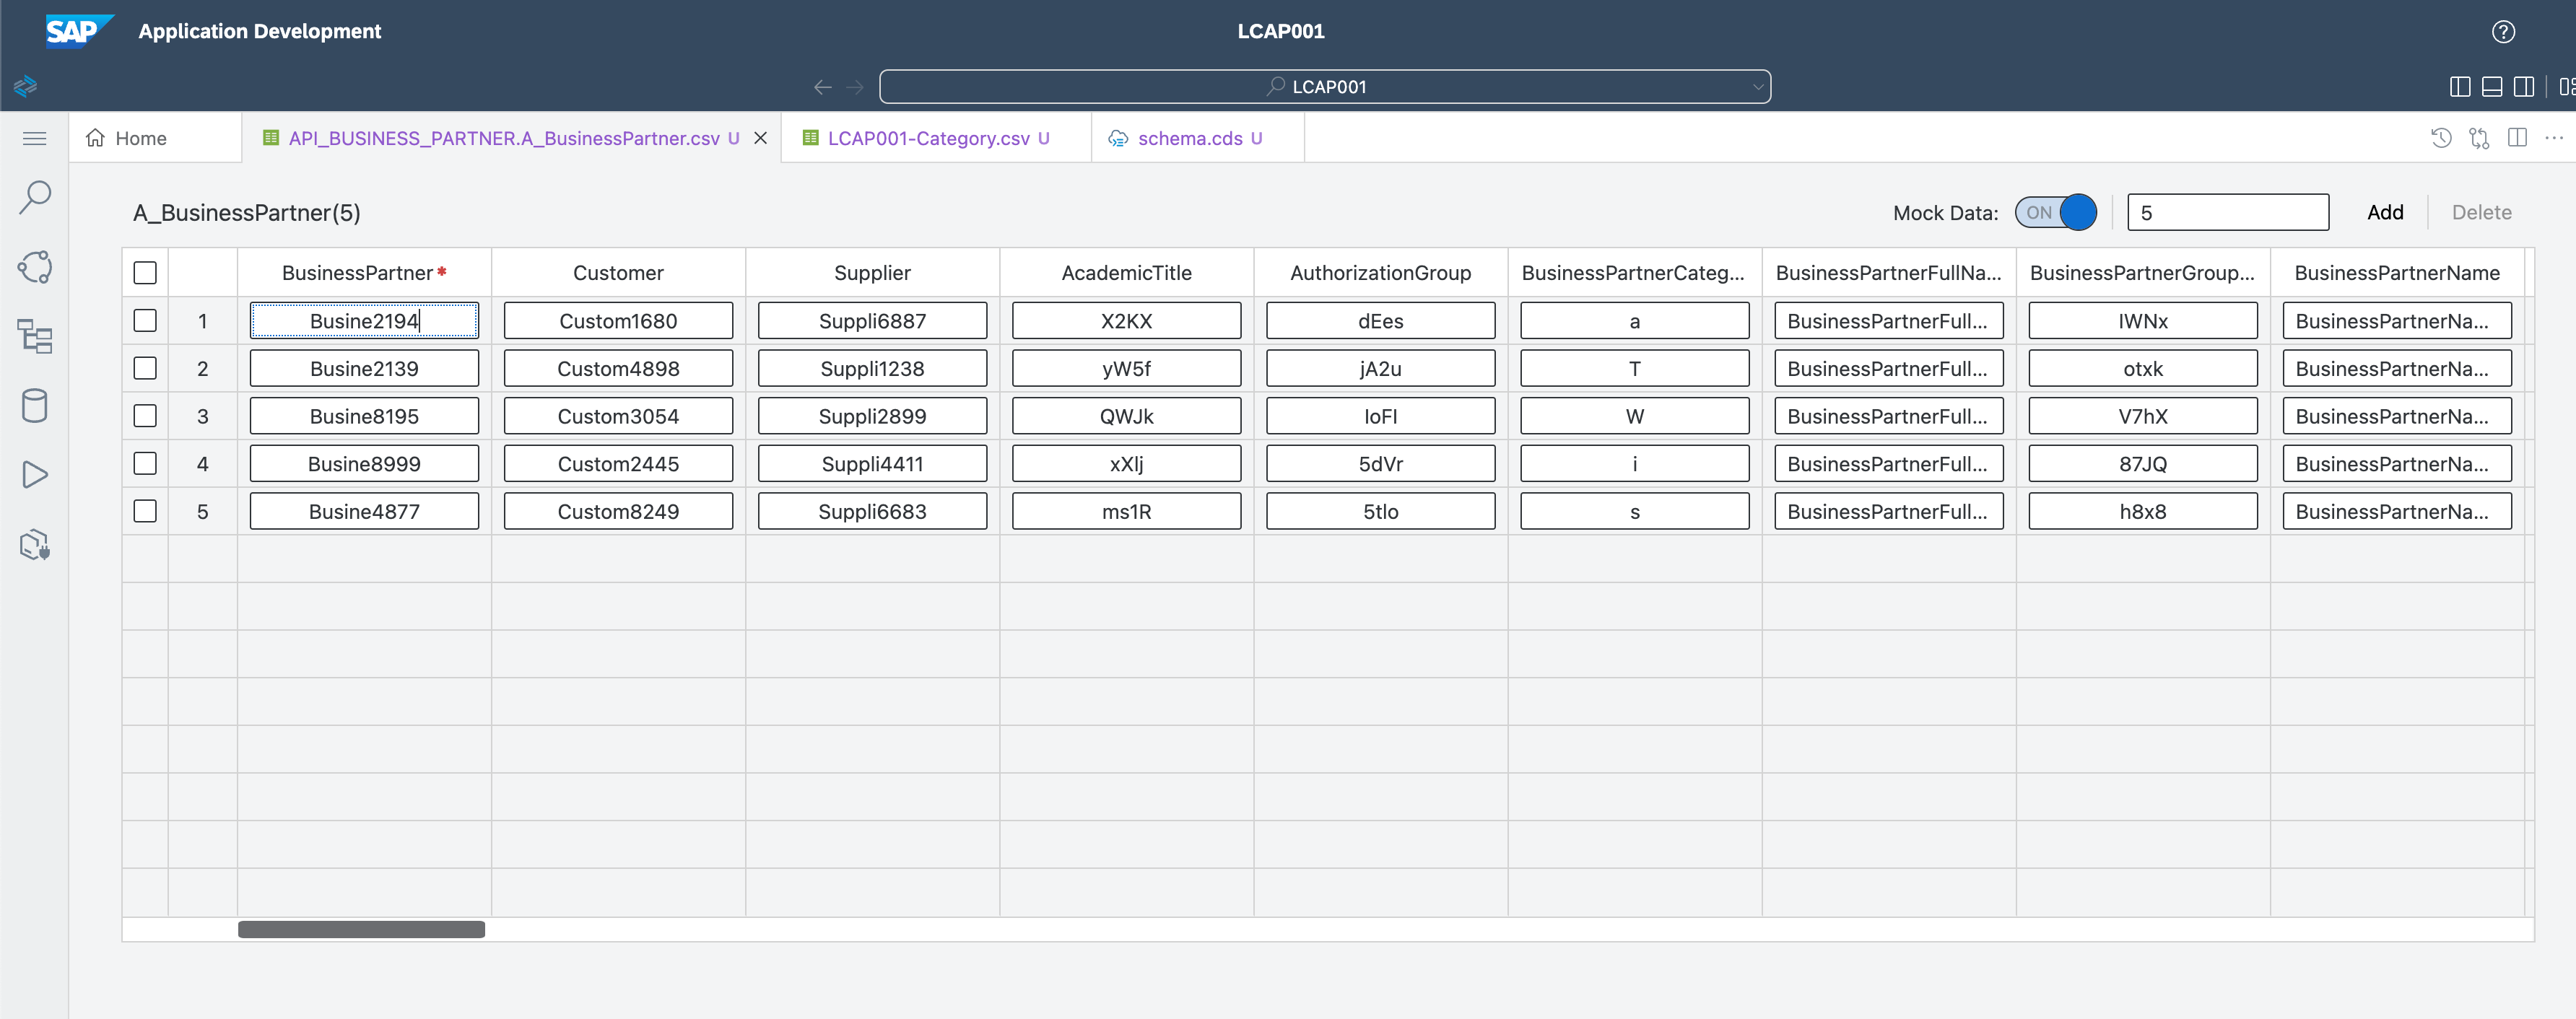 SAP Application Development LCAP001
LCAP001
Home API_BUSINESS_PARTNER.A_BusinessPartner.csv U LCAP001-Category.csv U schema.cds U
A_BusinessPartner(5) Mock Data: ON 5 Add Delete
BusinessPartner* Customer Supplier AcademicTitle AuthorizationGroup BusinessPartnerCateg... BusinessPartnerFullNa... BusinessPartnerGroup... BusinessPartnerName
1 Busine2194 Custom1680 Suppli6887 X2KX dEes a BusinessPartnerFull... IWNx BusinessPartnerNa...
2 Busine2139 Custom4898 Suppli1238 yW5f jA2u T BusinessPartnerFull... otxk BusinessPartnerNa...
3 Busine8195 Custom3054 Suppli2899 QWJk IoFI W BusinessPartnerFull... V7hX BusinessPartnerNa...
4 Busine8999 Custom2445 Suppli4411 xXlj 5dVr i BusinessPartnerFull... 87JQ BusinessPartnerNa...
5 Busine4877 Custom8249 Suppli6683 ms1R 5tlo s BusinessPartnerFull... h8x8 BusinessPartnerNa...